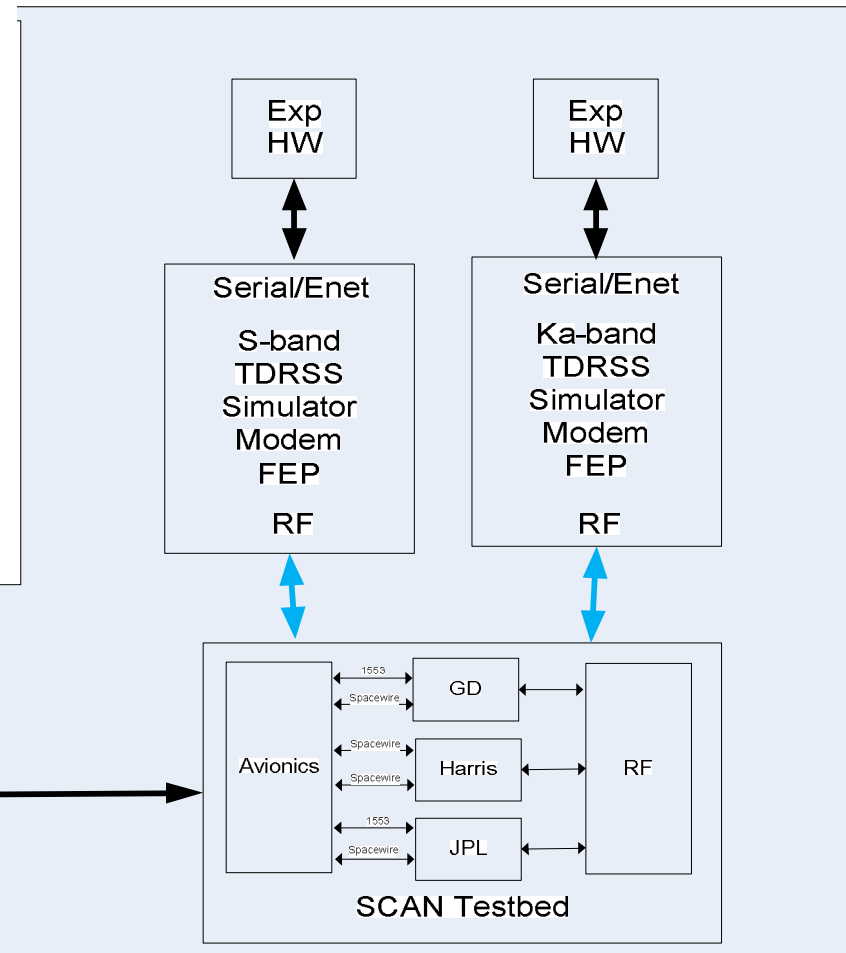 Exp
HW
Exp
HW
Serial/Enet
S-band
TDRSS
Simulator
Modem
FEP
RF
Serial/Enet
Ka-band
TDRSS
Simulator
Modem
FEP
RF
Avionics
1553
Spacewire
GD
Spacewire
Spacewire
Harris
1553
Spacewire
JPL
RF
SCAN Testbed